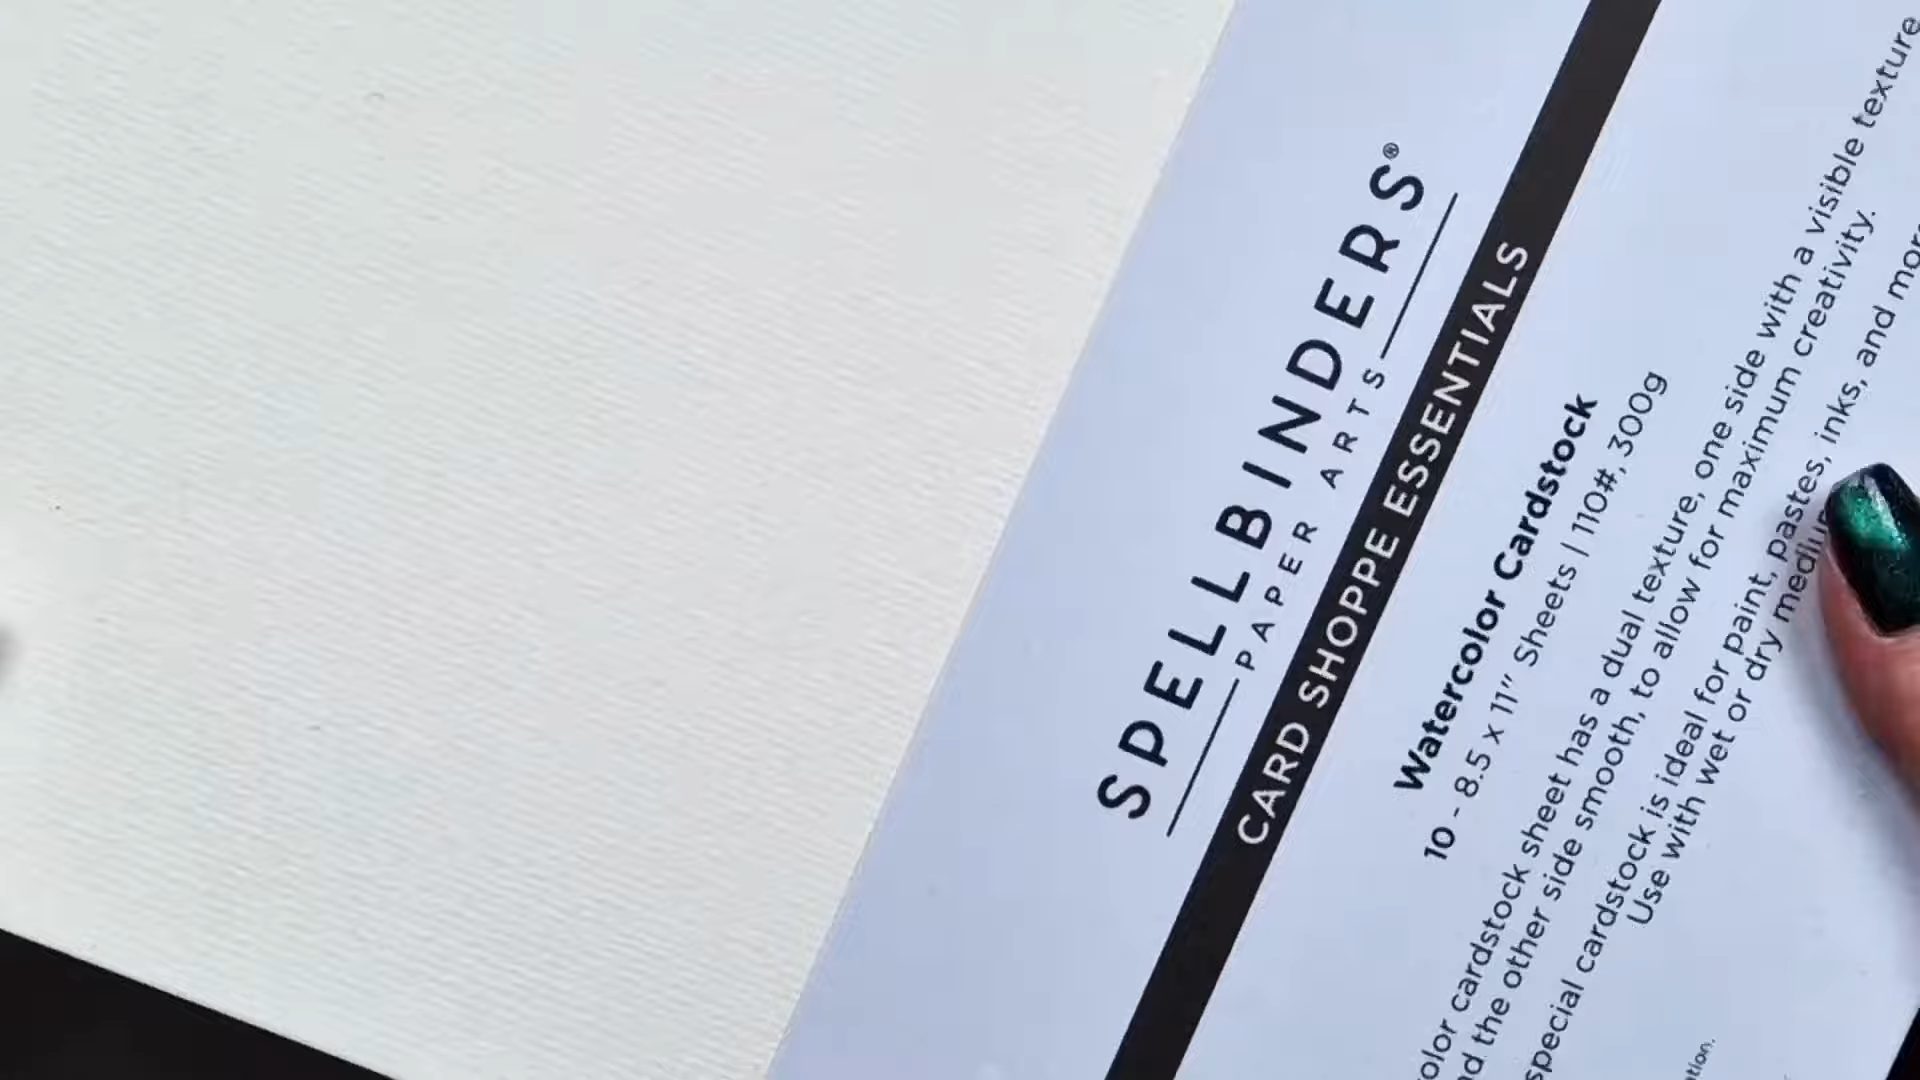 SPELLBINDERS®
PAPER ARTS
CARD SHOPPE ESSENTIALS
Watercolor Cardstock
10 - 8.5 x 11” Sheets | 110#, 300g
cardstock sheet has a dual texture, one side with a visible texture
the other side smooth, to allow for maximum creativity.
special cardstock is ideal for paint, pastes, inks, and
Use with wet or dry